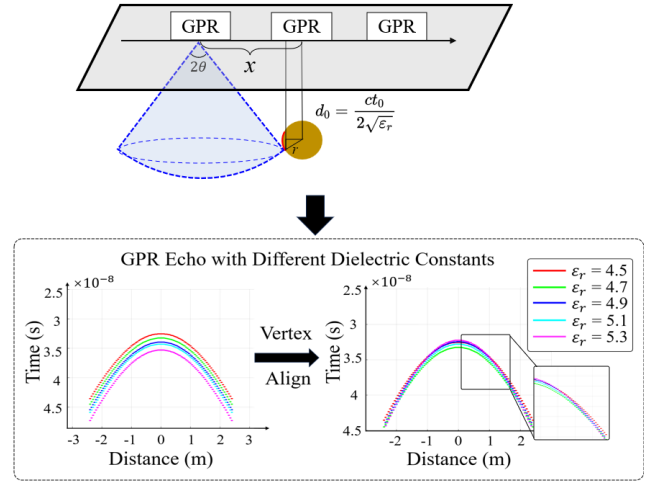 GPR GPR GPR
2θ
x
d₀ = ct₀ / 2√εᵣ
r
GPR Echo with Different Dielectric Constants
εᵣ = 4.5
εᵣ = 4.7
εᵣ = 4.9
εᵣ = 5.1
εᵣ = 5.3
×10⁻⁸
2.5
3
3.5
4
4.5
Time (s)
-3 -2 -1 0 1 2 3
Distance (m)
Vertex
Align
×10⁻⁸
2.5
3
3.5
4
4.5
Time (s)
-2 -1 0 1 2
Distance (m)